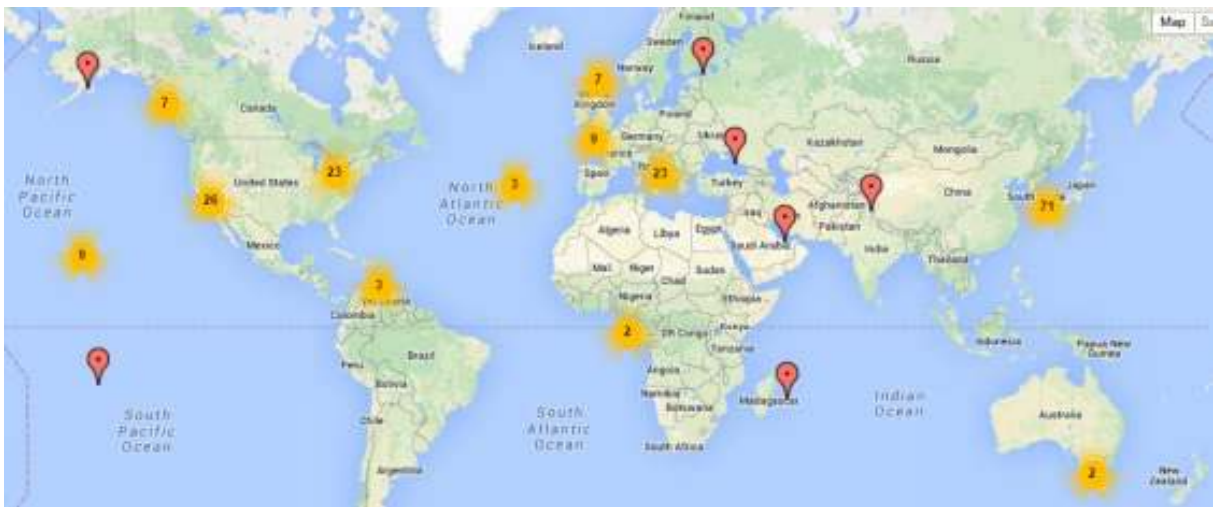 Finland
Map
Iceland
Sweden
Russia
Norway
7
Kingdom
7
Canada
Poland
9
Germany
Kazakhstan
Mongolia
23
United States
Spain
23
Turkey
China
Japan
North
Pacific
Ocean
26
North
Atlantic
Ocean
3
Afghanistan
71
Iraq
Pakistan
Mexico
Algeria
Libya
Egypt
Saudi Arabia
India
Thailand
Mali
Niger
Chad
Sudan
3
Nigeria
Ethiopia
Colombia
2
DR Congo
Kenya
Tanzania
Indonesia
Papua New
Guinea
Peru
Brazil
Bolivia
Angola
Namibia
Botswana
Madagascar
Indian
Ocean
Australia
South
Pacific
Ocean
Chile
South
Atlantic
Ocean
South Africa
Argentina
2
New
Zealand